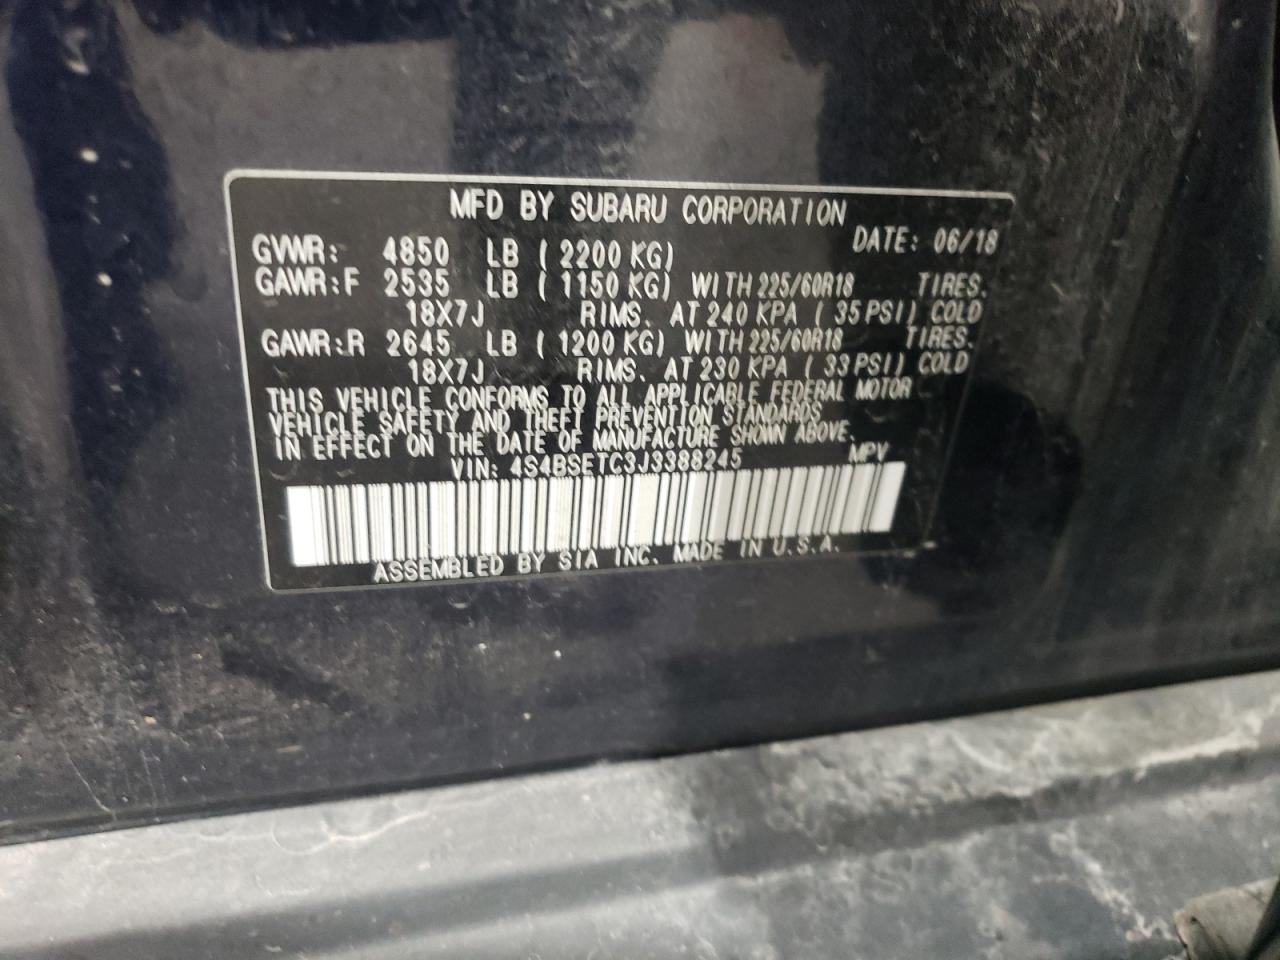 MFD BY SUBARU CORPORATION
DATE: 06/18
GVWR: 4850 LB ( 2200 KG)
GAWR:F 2535 LB ( 1150 KG) WITH 225/60R18 TIRES.
18X7J RIMS. AT 240 KPA ( 35 PSI) COLD
GAWR:R 2645 LB ( 1200 KG) WITH 225/60R18 TIRES.
18X7J RIMS. AT 230 KPA ( 33 PSI) COLD
THIS VEHICLE CONFORMS TO ALL APPLICABLE FEDERAL MOTOR
VEHICLE SAFETY AND THEFT PREVENTION STANDARDS
IN EFFECT ON THE DATE OF MANUFACTURE SHOWN ABOVE.
VIN: 4S4BSETC3J3388245 MPV
ASSEMBLED BY SIA INC. MADE IN U.S.A.